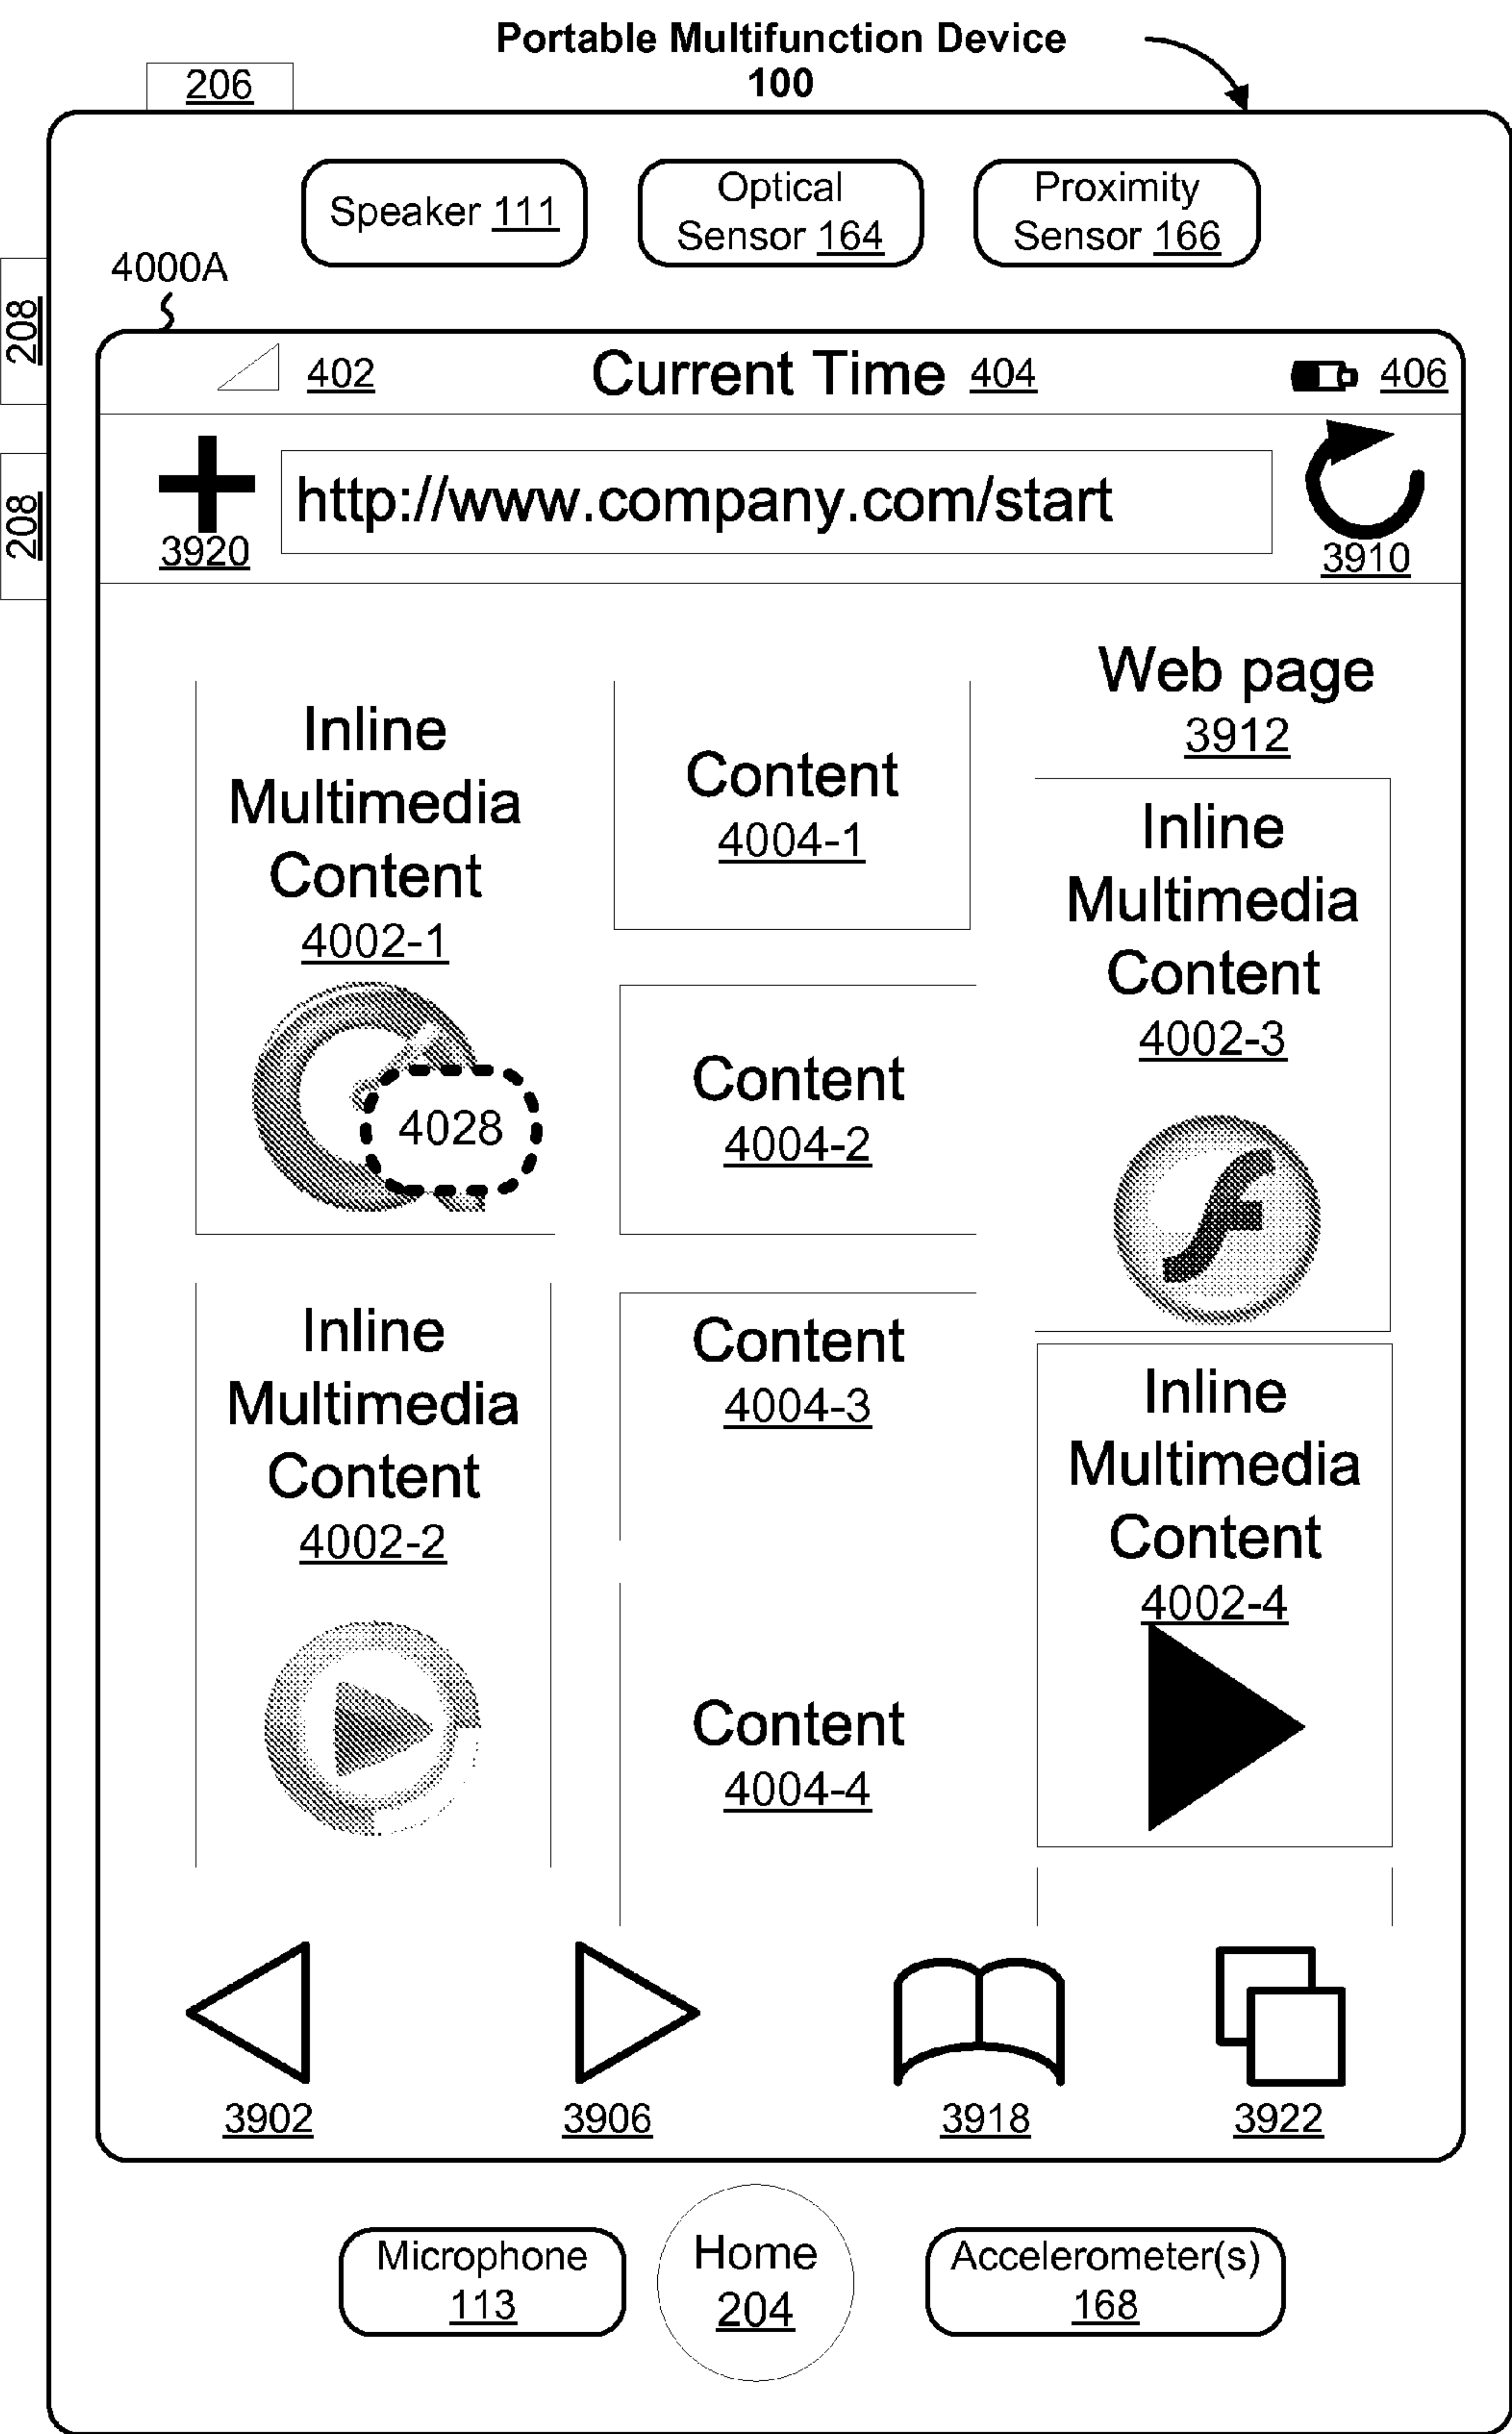 Portable Multifunction Device
100
206
Speaker 111
Optical
Sensor 164
Proximity
Sensor 166
4000A
208
208
402
Current Time 404
406
3920
http://www.company.com/start
3910
Web page
3912
Inline
Multimedia
Content
4002-1
4028
Content
4004-1
Inline
Multimedia
Content
4002-3
Content
4004-2
Inline
Multimedia
Content
4002-2
Content
4004-3
Inline
Multimedia
Content
4002-4
Content
4004-4
3902
3906
3918
3922
Microphone
113
Home
204
Accelerometer(s)
168